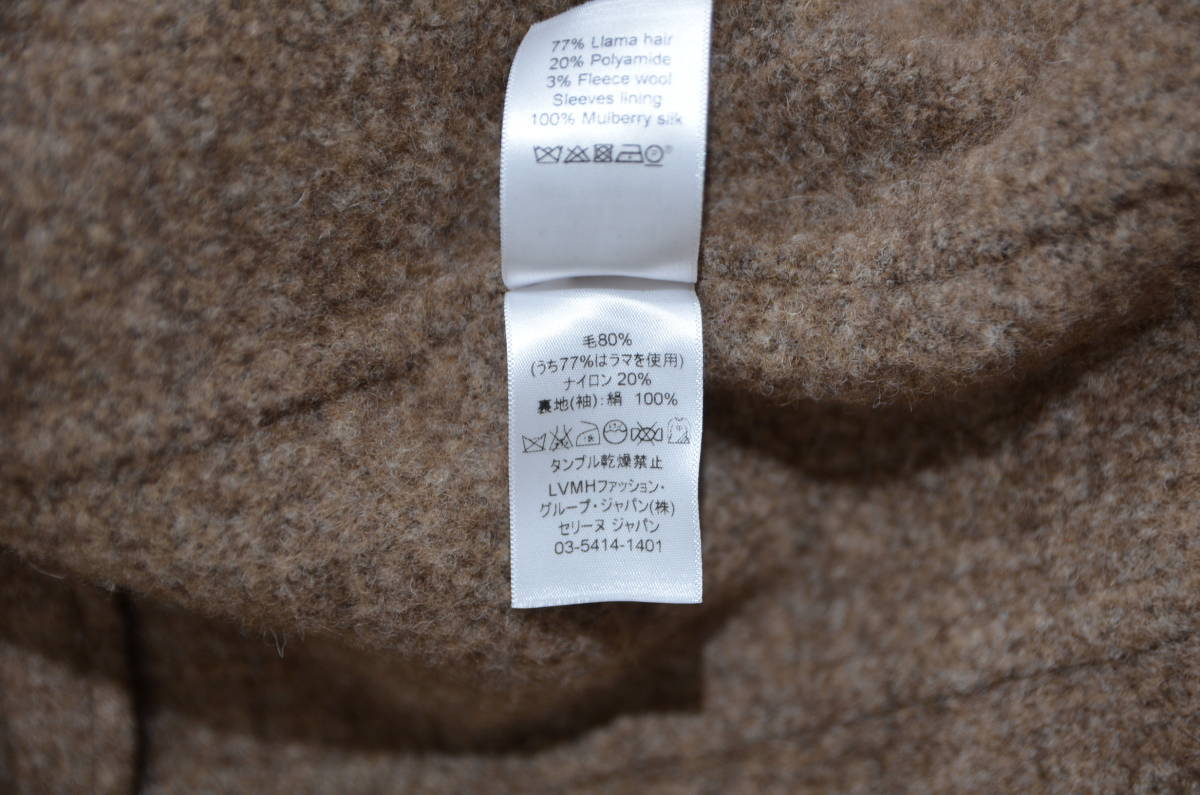 77% Llama hair
20% Polyamide
3% Fleece wool
Sleeves lining
100% Mulberry silk
毛80%
(うち77%はラマを使用)
ナイロン 20%
裏地(袖):絹 100%
タンブル乾燥禁止
LVMHファッション・
グループ・ジャパン(株)
セリーヌ ジャパン
03-5414-1401